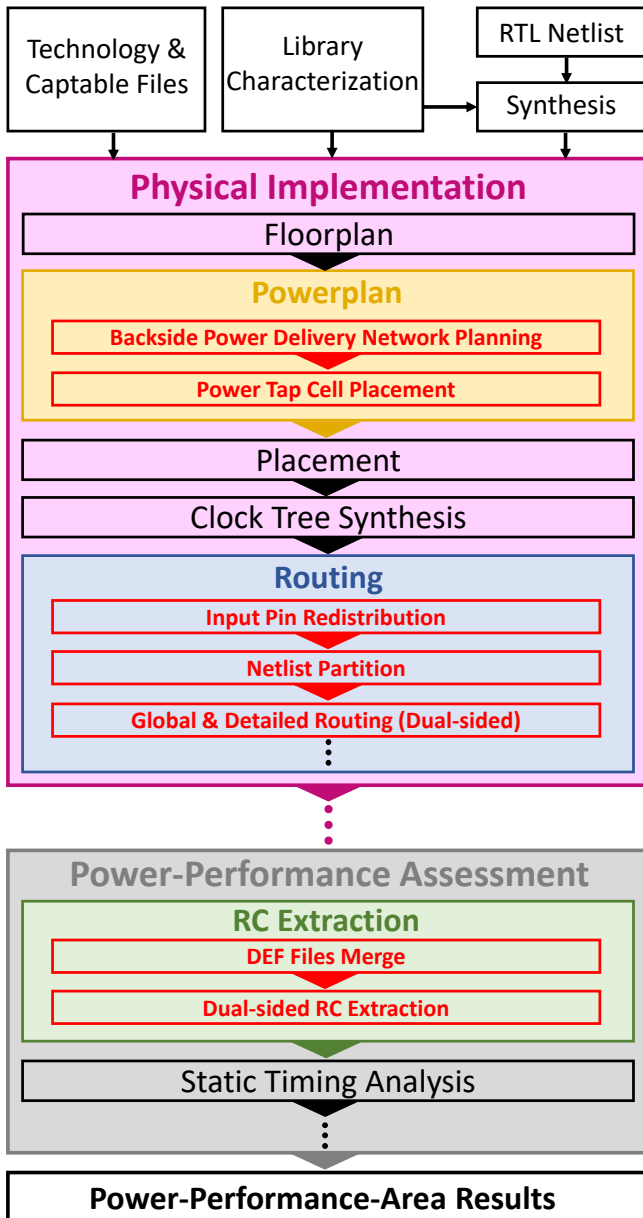 Technology &
Captable Files
Library
Characterization
RTL Netlist
Synthesis
Physical Implementation
Floorplan
Powerplan
Backside Power Delivery Network Planning
Power Tap Cell Placement
Placement
Clock Tree Synthesis
Routing
Input Pin Redistribution
Netlist Partition
Global & Detailed Routing (Dual-sided)
Power-Performance Assessment
RC Extraction
DEF Files Merge
Dual-sided RC Extraction
Static Timing Analysis
Power-Performance-Area Results